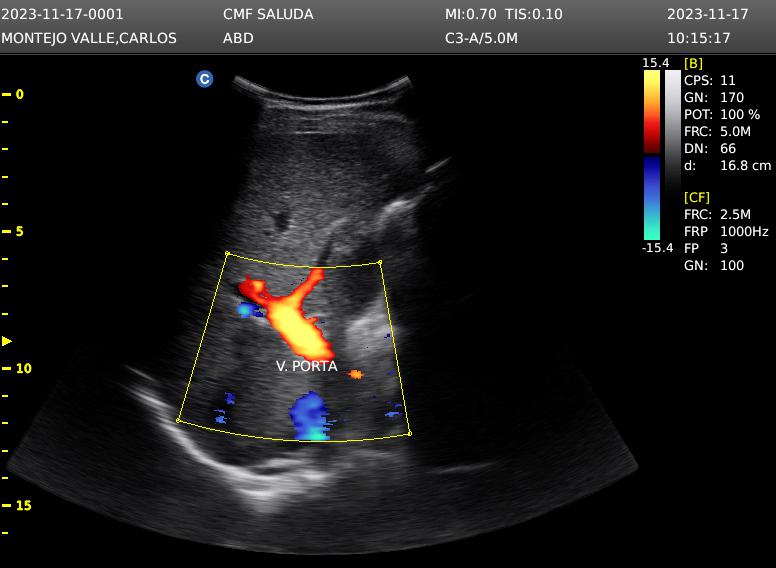 2023-11-17-0001 CMF SALUDA MI:0.70 TIS:0.10 2023-11-17
MONTEJO VALLE,CARLOS ABD C3-A/5.0M 10:15:17
C
15.4
-15.4
[B]
CPS: 11
GN: 170
POT: 100 %
FRC: 5.0M
DN: 66
d: 16.8 cm
[CF]
FRC: 2.5M
FRP 1000Hz
FP 3
GN: 100
0
5
10
15
V. PORTA